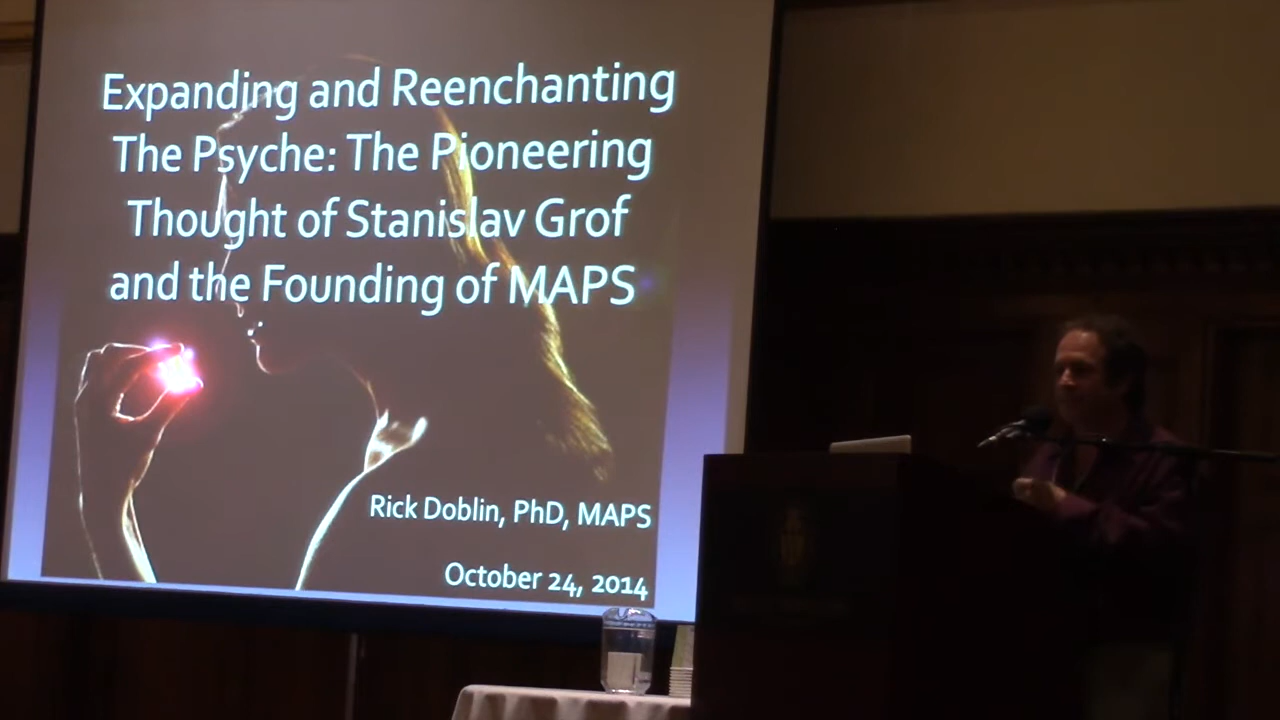 Expanding and Reenchanting
The Psyche: The Pioneering
Thought of Stanislav Grof
and the Founding of MAPS
Rick Doblin, PhD, MAPS
October 24, 2014